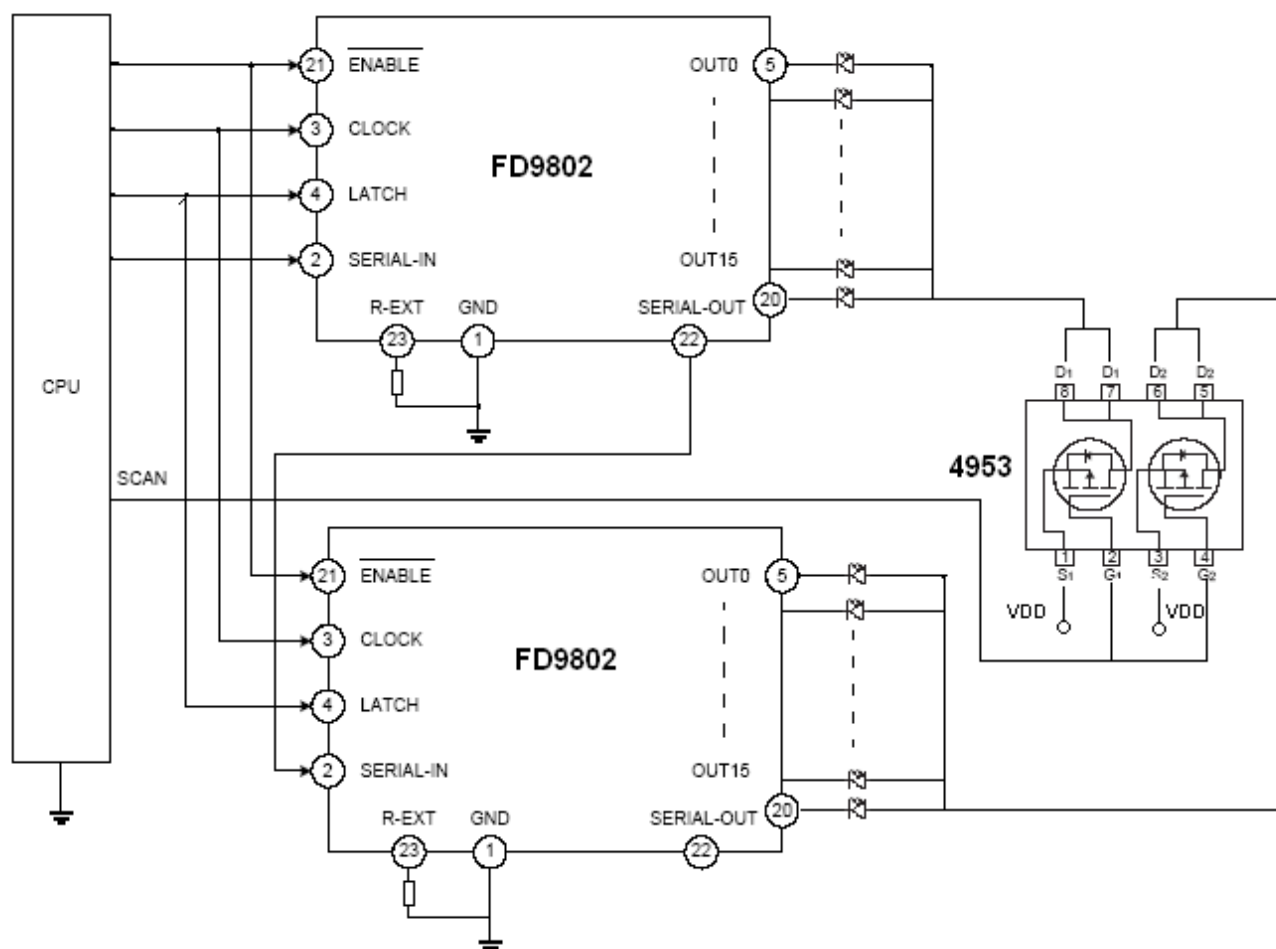 CPU
SCAN
21 ENABLE
3 CLOCK
4 LATCH
2 SERIAL-IN
FD9802
OUT0 5
OUT15
20
R-EXT GND SERIAL-OUT
23 1 22
D1 D1 D2 D2
8 7 6 5
4953
1 2 3 4
S1 G1 S2 G2
VDD VDD
21 ENABLE
3 CLOCK
4 LATCH
2 SERIAL-IN
FD9802
OUT0 5
OUT15
20
R-EXT GND SERIAL-OUT
23 1 22